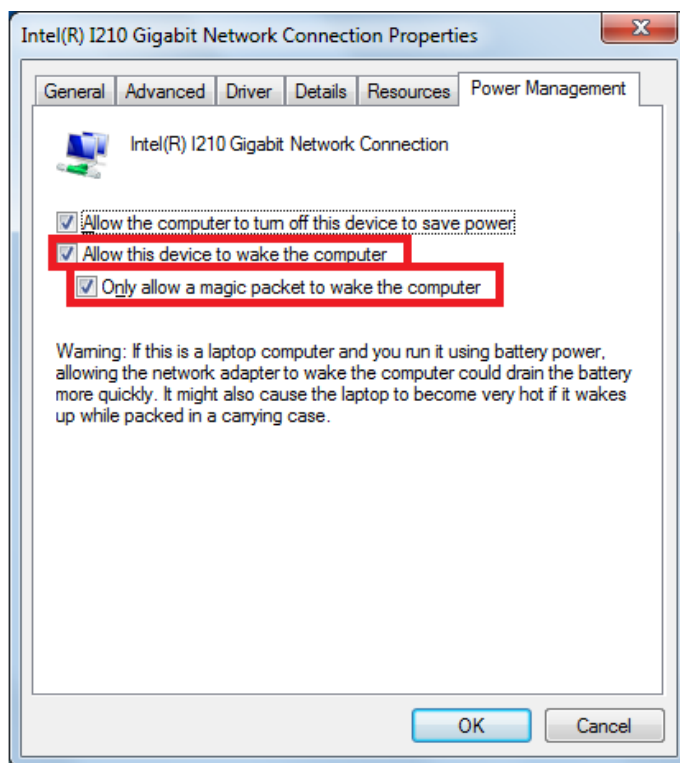 Intel(R) I210 Gigabit Network Connection Properties
General Advanced Driver Details Resources Power Management
Intel(R) I210 Gigabit Network Connection
Allow the computer to turn off this device to save power
Allow this device to wake the computer
Only allow a magic packet to wake the computer
Warning: If this is a laptop computer and you run it using battery power,
allowing the network adapter to wake the computer could drain the battery
more quickly. It might also cause the laptop to become very hot if it wakes
up while packed in a carrying case.
OK Cancel